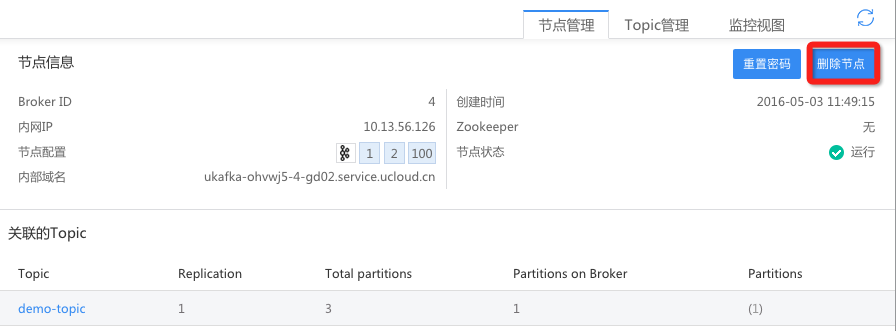 节点管理 Topic管理 监控视图
节点信息 重置密码 删除节点
Broker ID 4 创建时间 2016-05-03 11:49:15
内网IP 10.13.56.126 Zookeeper 无
节点配置 1 2 100 节点状态 运行
内部域名 ukafka-ohvwj5-4-gd02.service.ucloud.cn
关联的Topic
Topic Replication Total partitions Partitions on Broker Partitions
demo-topic 1 3 1 (1)